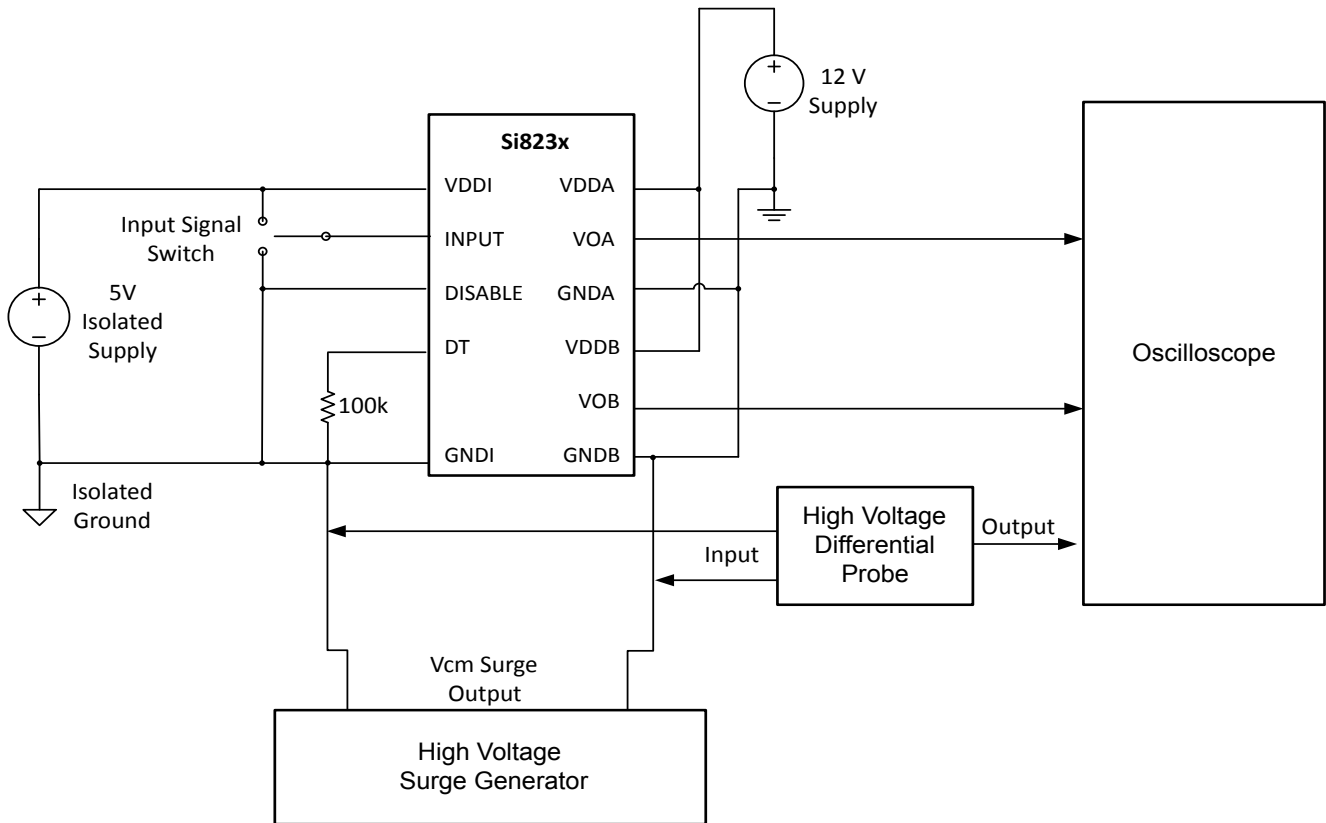 12 V
Supply
+
−
Si823x
VDDI
VDDA
Input Signal
Switch
INPUT
VOA
5V
Isolated
Supply
+
−
DISABLE
GNDA
DT
VDDB
Oscilloscope
100k
VOB
GNDI
GNDB
Isolated
Ground
High Voltage
Differential
Probe
Input
Output
Vcm Surge
Output
High Voltage
Surge Generator